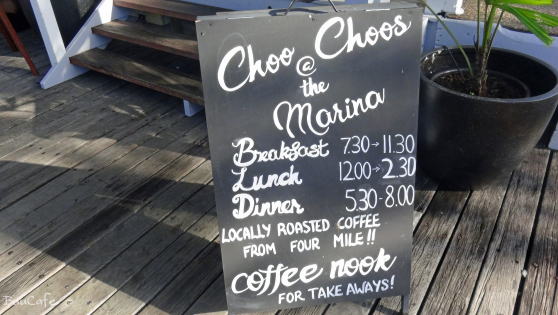 Choo Choos
@
the
Marina
Breakfast 7.30→11.30
Lunch 12.00→2.30
Dinner 5.30-8.00
LOCALLY ROASTED COFFEE
FROM FOUR MILE!!
coffee nook
FOR TAKE AWAYS!